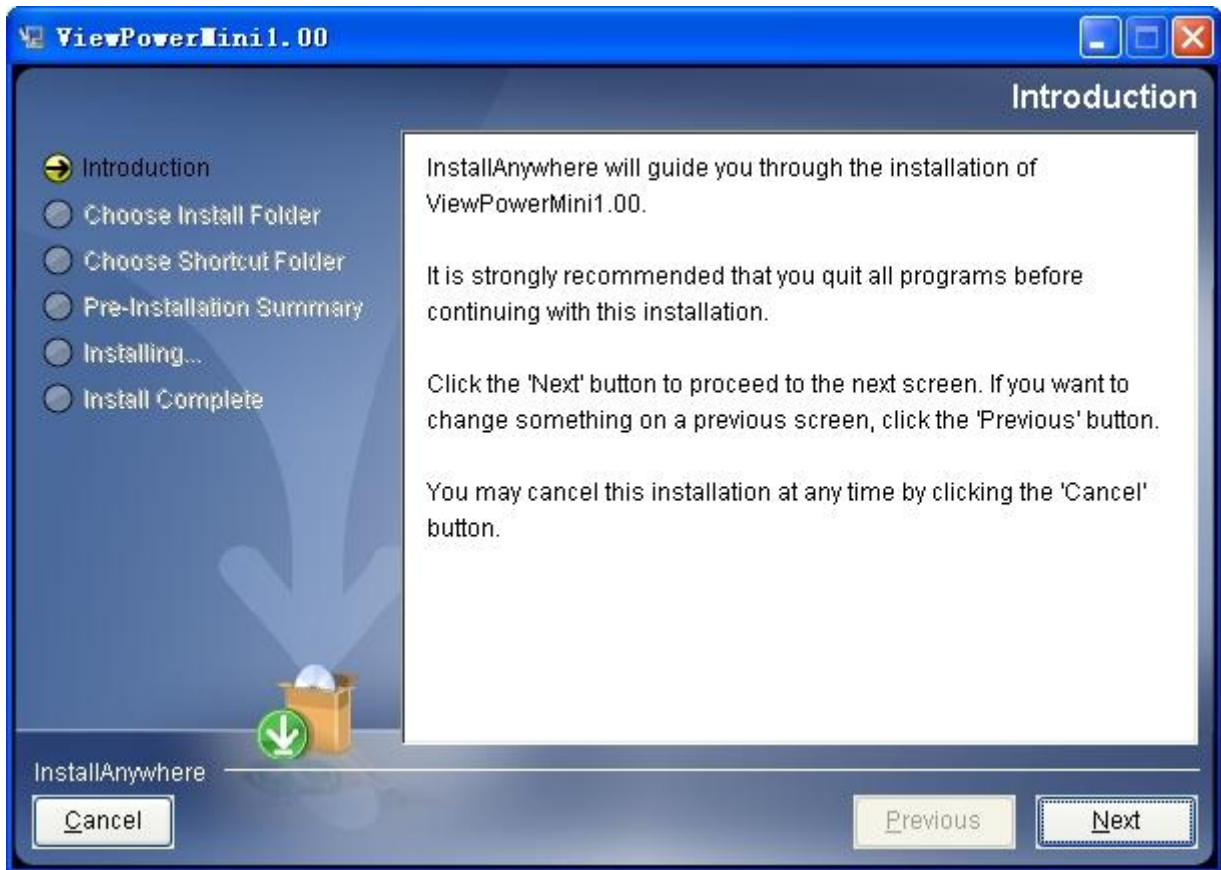 ViewPowerMini1.00
Introduction
Introduction
Choose Install Folder
Choose Shortcut Folder
Pre-Installation Summary
Installing...
Install Complete
InstallAnywhere will guide you through the installation of
ViewPowerMini1.00.
It is strongly recommended that you quit all programs before
continuing with this installation.
Click the 'Next' button to proceed to the next screen. If you want to
change something on a previous screen, click the 'Previous' button.
You may cancel this installation at any time by clicking the 'Cancel'
button.
InstallAnywhere
Cancel
Previous
Next